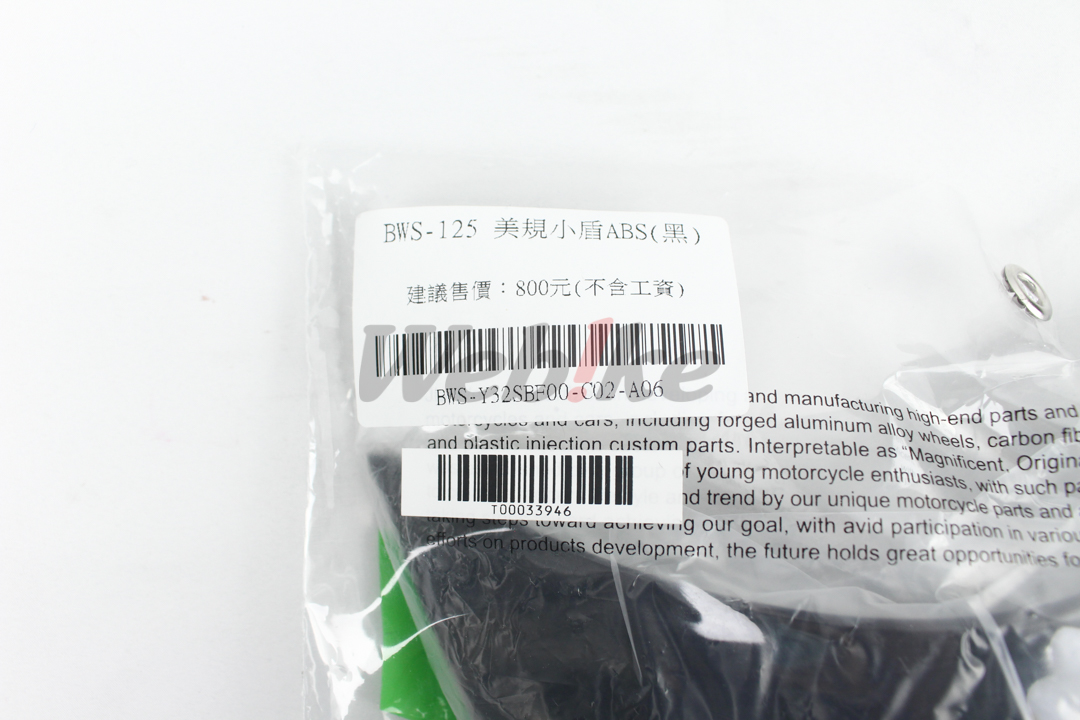 BWS-125 美規小盾ABS(黑)
建議售價：800元(不含工資)
Webike
BWS-Y32SBF00-C02-A06
and manufacturing high-end parts and
motorcycles and cars, including forged aluminum alloy wheels, carbon fib
and plastic injection custom parts. Interpretable as "Magnificent, Origina
of young motorcycle enthusiasts, with such pa
and trend by our unique motorcycle parts and
T00033946
taking steps toward achieving our goal, with avid participation in variou
efforts on products development, the future holds great opportunities fo